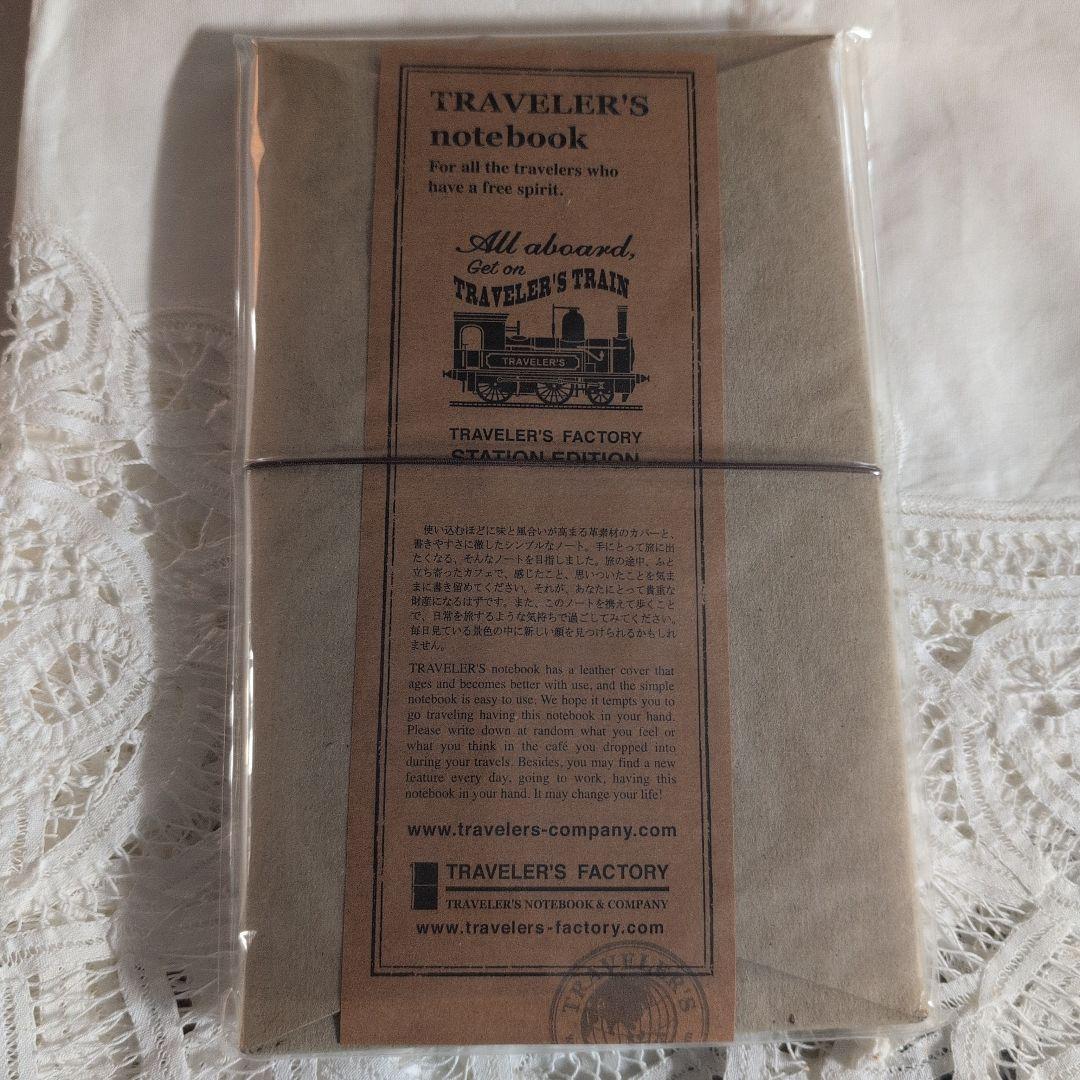 TRAVELER'S
notebook
For all the travelers who
have a free spirit.
All aboard,
Get on
TRAVELER'S TRAIN
TRAVELER'S
TRAVELER'S FACTORY
STATION EDITION
使い込むほどに味と風合いが高まる革素材のカバーと、
書きやすさに徹したシンプルなノート。手にとって旅に出
たくなる、そんなノートを目指しました。旅の途中、ふと
立ち寄ったカフェで、感じたこと、思いついたことを気ま
まに書き留めてください。それが、あなたにとって貴重な
財産になるはずです。また、このノートを携えて歩くこと
で、日常を旅するような気持ちで過ごしてみてください。
毎日見ている景色の中に新しい顔を見つけられるかもしれ
ません。
TRAVELER'S notebook has a leather cover that
ages and becomes better with use, and the simple
notebook is easy to use. We hope it tempts you to
go traveling having this notebook in your hand.
Please write down at random what you feel or
what you think in the café you dropped into
during your travels. Besides, you may find a new
feature every day, going to work, having this
notebook in your hand. It may change your life!
www.travelers-company.com
TRAVELER'S FACTORY
TRAVELER'S NOTEBOOK & COMPANY
www.travelers-factory.com
TRAVELER'S